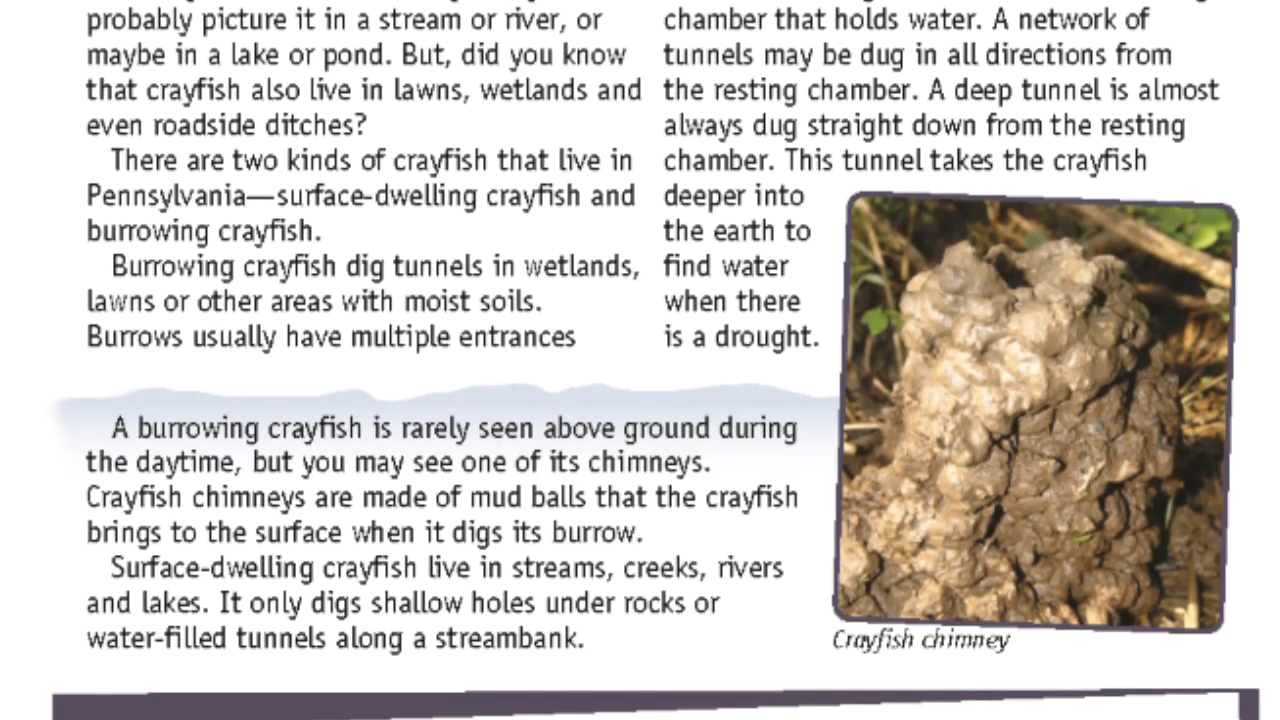 probably picture it in a stream or river, or
maybe in a lake or pond. But, did you know
that crayfish also live in lawns, wetlands and
even roadside ditches?
There are two kinds of crayfish that live in
Pennsylvania—surface-dwelling crayfish and
burrowing crayfish.
Burrowing crayfish dig tunnels in wetlands,
lawns or other areas with moist soils.
Burrows usually have multiple entrances
chamber that holds water. A network of
tunnels may be dug in all directions from
the resting chamber. A deep tunnel is almost
always dug straight down from the resting
chamber. This tunnel takes the crayfish
deeper into
the earth to
find water
when there
is a drought.
A burrowing crayfish is rarely seen above ground during
the daytime, but you may see one of its chimneys.
Crayfish chimneys are made of mud balls that the crayfish
brings to the surface when it digs its burrow.
Surface-dwelling crayfish live in streams, creeks, rivers
and lakes. It only digs shallow holes under rocks or
water-filled tunnels along a streambank.
Crayfish chimney